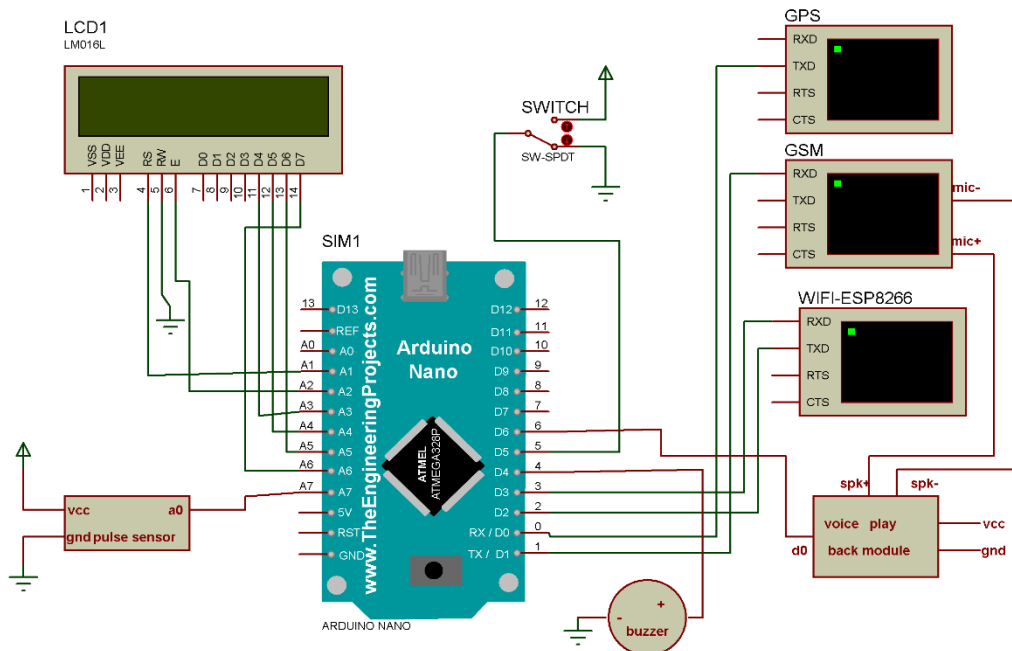 LCD1
LM016L
VSS VDD VEE RS RW E D0 D1 D2 D3 D4 D5 D6 D7
1 2 3 4 5 6 7 8 9 10 11 12 13 14
SWITCH
SW-SPDT
GPS
RXD
TXD
RTS
CTS
GSM
RXD
TXD
RTS
CTS
mic-
mic+
WIFI-ESP8266
RXD
TXD
RTS
CTS
SIM1
www.TheEngineeringProjects.com
Arduino
Nano
ATMEL
ATMEGA328P
13 D13
REF
A0 A0
A1 A1
A2 A2
A3 A3
A4 A4
A5 A5
A6 A6
A7 A7
5V
RST
GND
D12 12
D11 11
D10 10
D9 9
D8 8
D7 7
D6 6
D5 5
D4 4
D3 3
D2 2
RX / D0 0
TX / D1 1
ARDUINO NANO
vcc a0
gnd pulse sensor
spk+ spk-
voice play vcc
d0 back module gnd
- +
buzzer